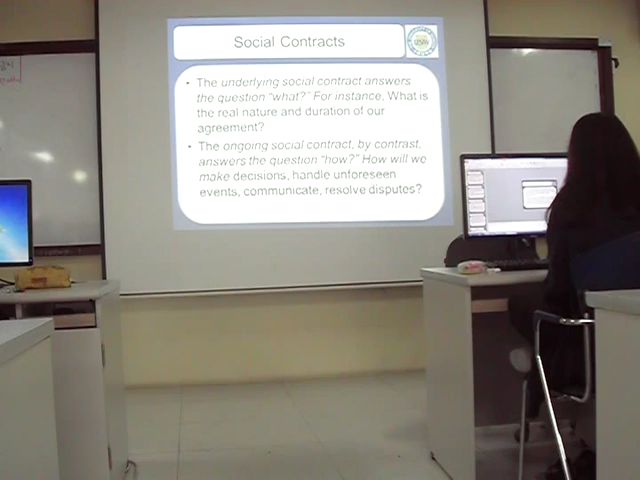 Social Contracts
• The underlying social contract answers
the question "what?" For instance, What is
the real nature and duration of our
agreement?
• The ongoing social contract, by contrast,
answers the question "how?" How will we
make decisions, handle unforeseen
events, communicate, resolve disputes?